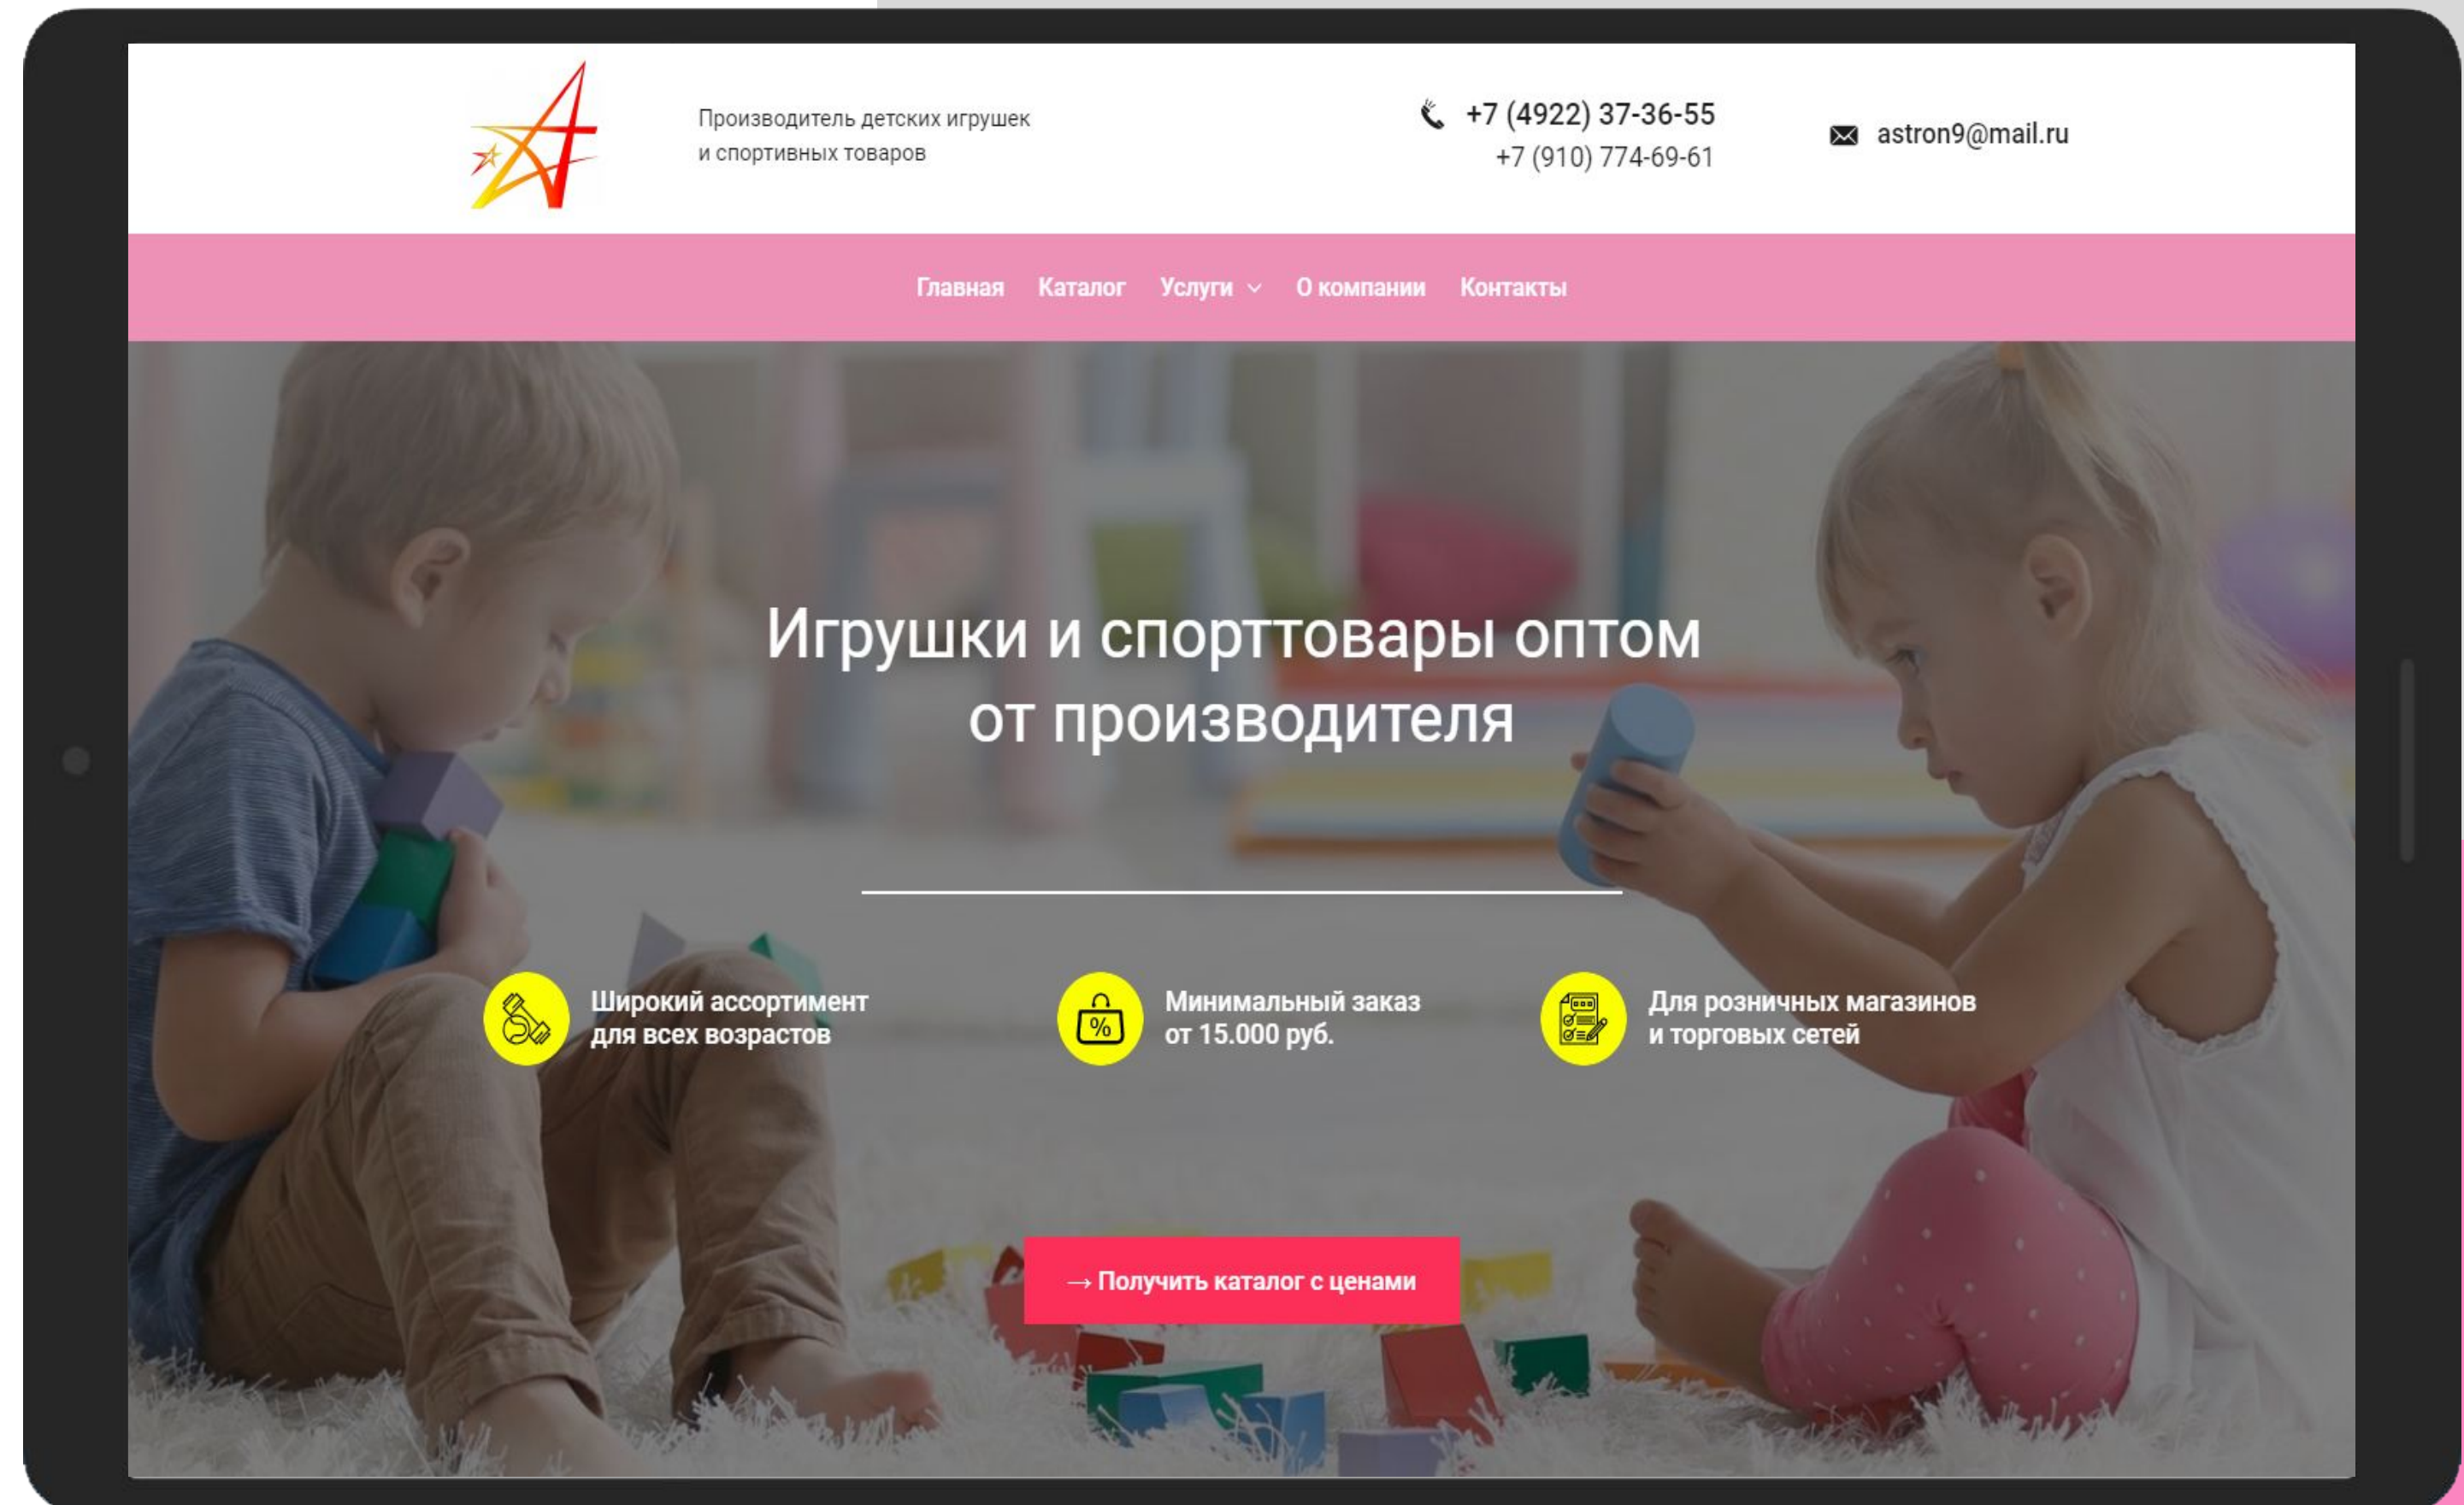 Производитель детских игрушек
и спортивных товаров
+7 (4922) 37-36-55
+7 (910) 774-69-61
astron9@mail.ru
Главная Каталог Услуги О компании Контакты
Игрушки и спорттовары оптом
от производителя
Широкий ассортимент
для всех возрастов
%
Минимальный заказ
от 15.000 руб.
Для розничных магазинов
и торговых сетей
→ Получить каталог с ценами